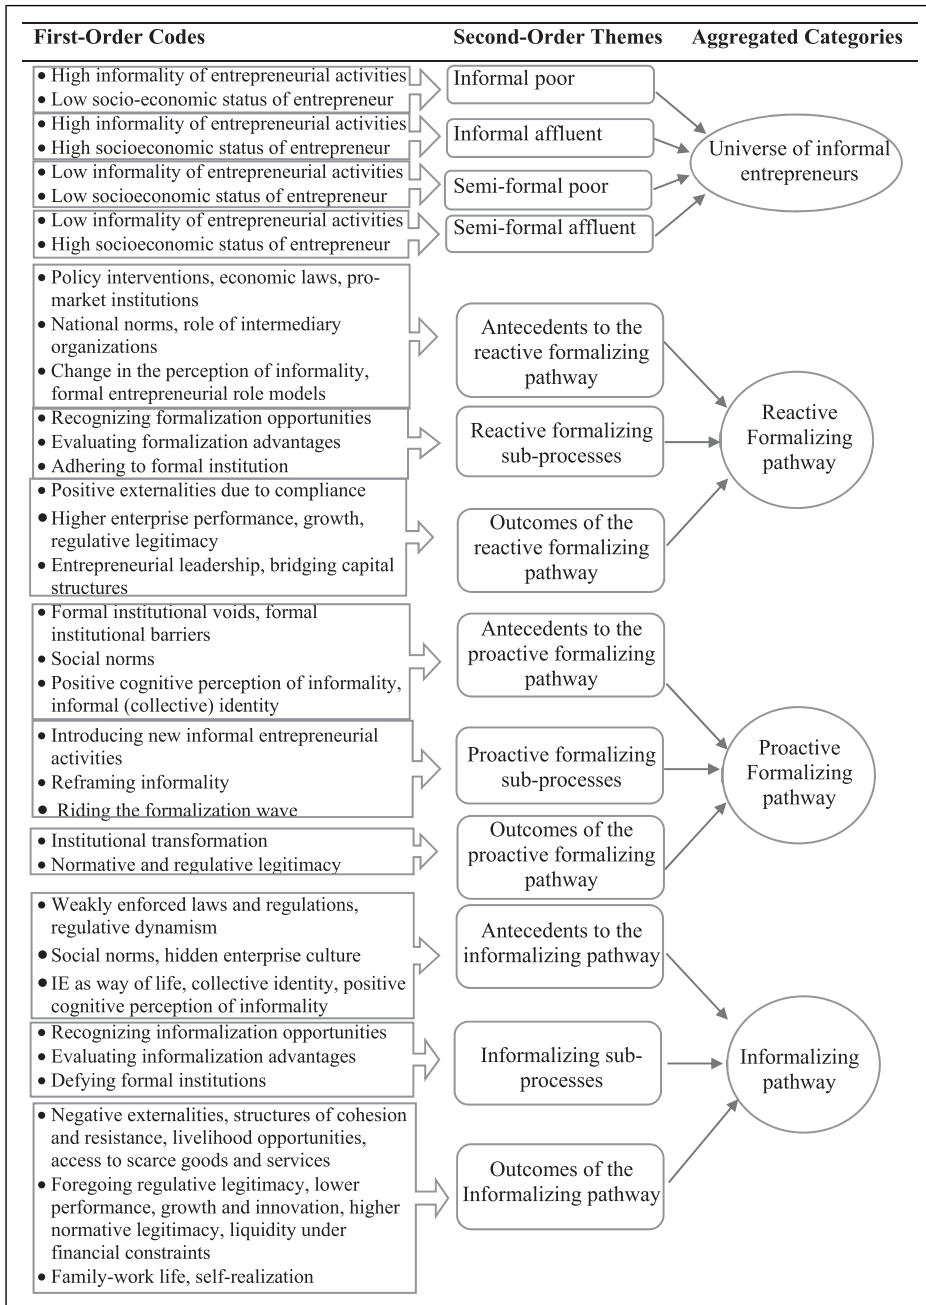 First-Order Codes
Second-Order Themes
Aggregated Categories
• High informality of entrepreneurial activities
• Low socio-economic status of entrepreneur
Informal poor
• High informality of entrepreneurial activities
• High socioeconomic status of entrepreneur
Informal affluent
• Low informality of entrepreneurial activities
• Low socioeconomic status of entrepreneur
Semi-formal poor
• Low informality of entrepreneurial activities
• High socioeconomic status of entrepreneur
Semi-formal affluent
Universe of informal
entrepreneurs
• Policy interventions, economic laws, pro-
market institutions
• National norms, role of intermediary
organizations
• Change in the perception of informality,
formal entrepreneurial role models
Antecedents to the
reactive formalizing
pathway
• Recognizing formalization opportunities
• Evaluating formalization advantages
• Adhering to formal institution
Reactive formalizing
sub-processes
• Positive externalities due to compliance
• Higher enterprise performance, growth,
regulative legitimacy
• Entrepreneurial leadership, bridging capital
structures
Outcomes of the
reactive formalizing
pathway
Reactive
Formalizing
pathway
• Formal institutional voids, formal
institutional barriers
• Social norms
• Positive cognitive perception of informality,
informal (collective) identity
Antecedents to the
proactive formalizing
pathway
• Introducing new informal entrepreneurial
activities
• Reframing informality
• Riding the formalization wave
Proactive formalizing
sub-processes
• Institutional transformation
• Normative and regulative legitimacy
Outcomes of the
proactive formalizing
pathway
Proactive
Formalizing
pathway
• Weakly enforced laws and regulations,
regulative dynamism
• Social norms, hidden enterprise culture
• IE as way of life, collective identity, positive
cognitive perception of informality
Antecedents to the
informalizing pathway
• Recognizing informalization opportunities
• Evaluating informalization advantages
• Defying formal institutions
Informalizing sub-
processes
• Negative externalities, structures of cohesion
and resistance, livelihood opportunities,
access to scarce goods and services
• Foregoing regulative legitimacy, lower
performance, growth and innovation, higher
normative legitimacy, liquidity under
financial constraints
• Family-work life, self-realization
Outcomes of the
Informalizing pathway
Informalizing
pathway